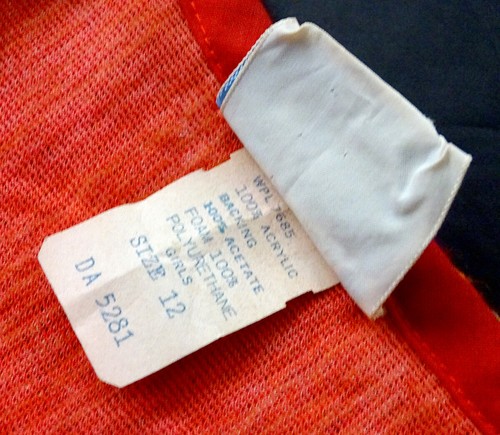 WPL 7685
100% ACRYLIC
BACKING
100% ACETATE
FOAM 100%
POLYURETHANE
GIRLS
SIZE 12
DA 5281